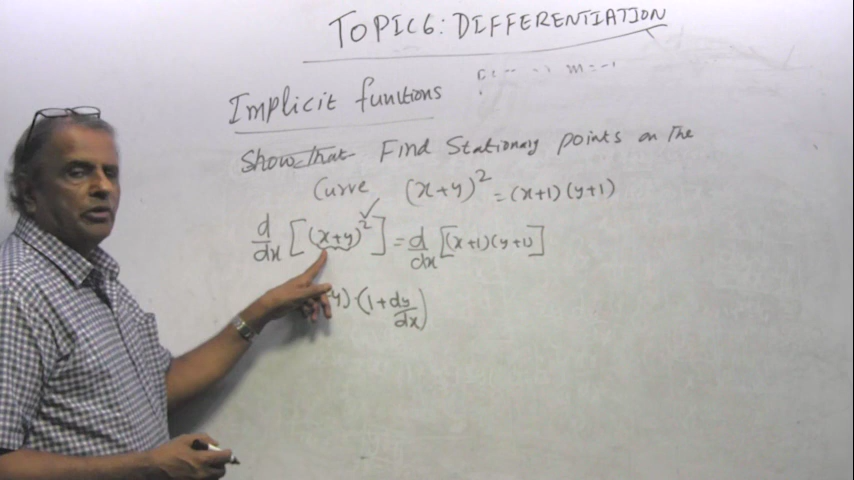 TOPIC 6: DIFFERENTIATION
Implicit functions
m = -1
Show that Find Stationary points on the
Curve (x+y)² = (x+1)(y+1)
d/dx [(x+y)²] = d/dx [(x+1)(y+1)]
y)·(1+dy/dx)